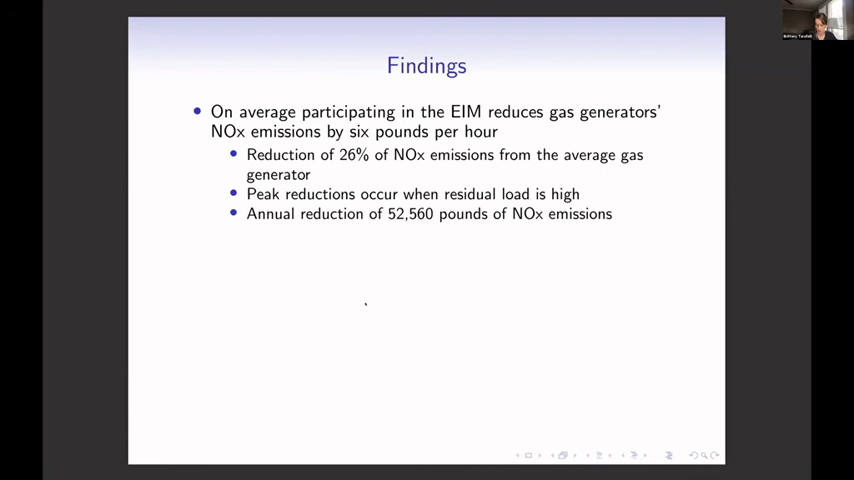 Findings
On average participating in the EIM reduces gas generators'
NOx emissions by six pounds per hour
Reduction of 26% of NOx emissions from the average gas
generator
Peak reductions occur when residual load is high
Annual reduction of 52,560 pounds of NOx emissions